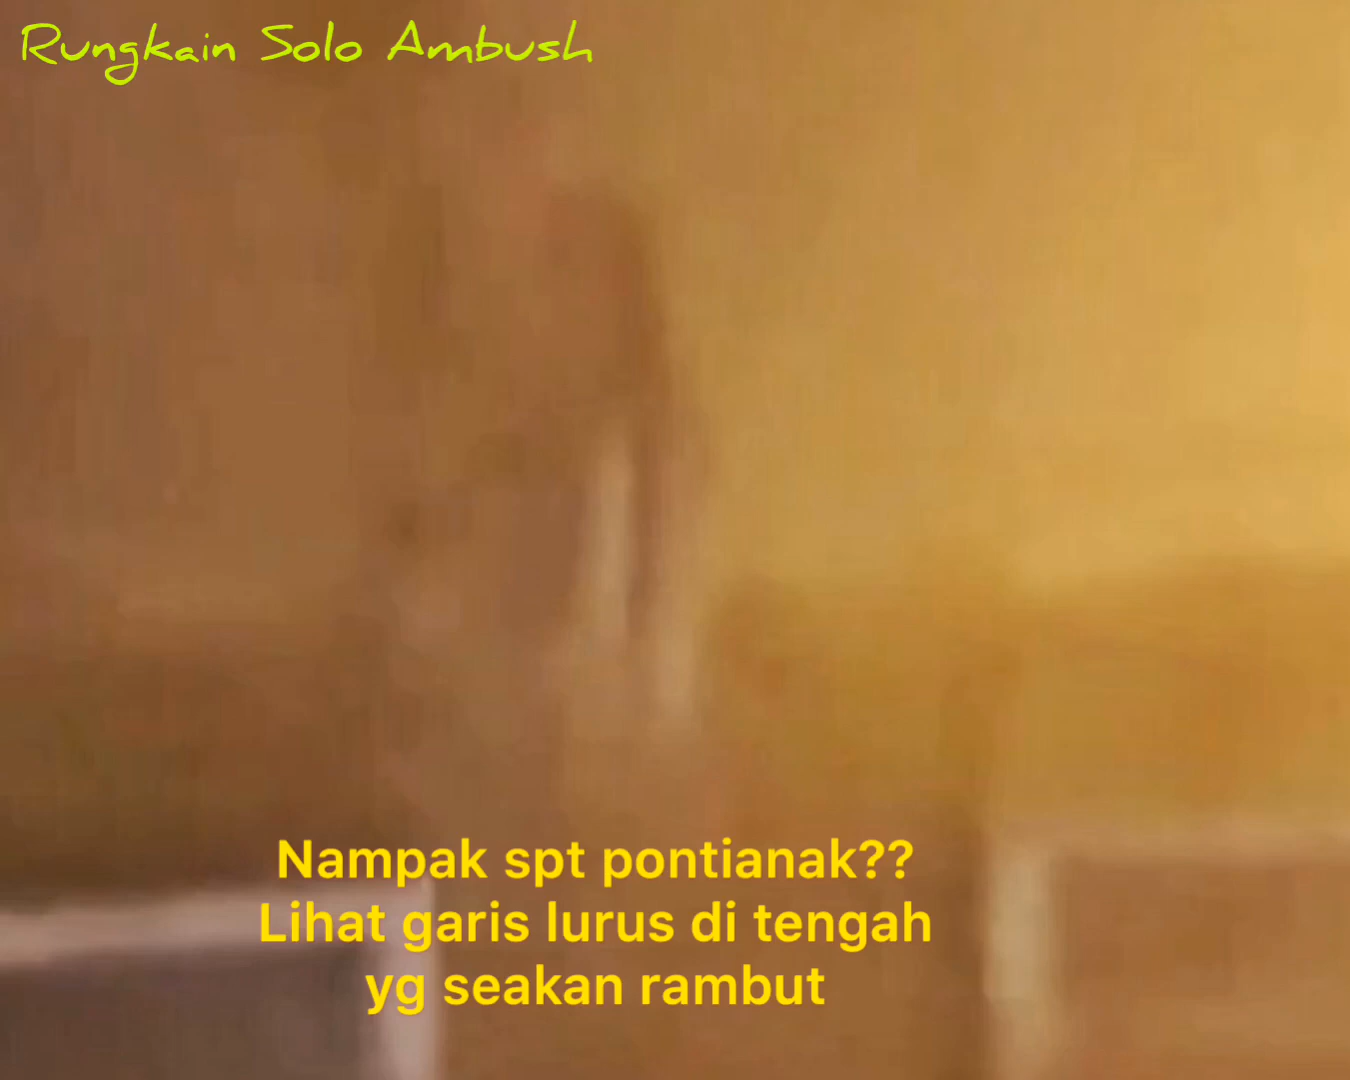 Rungkain Solo Ambush
Nampak spt pontianak??
Lihat garis lurus di tengah
yg seakan rambut